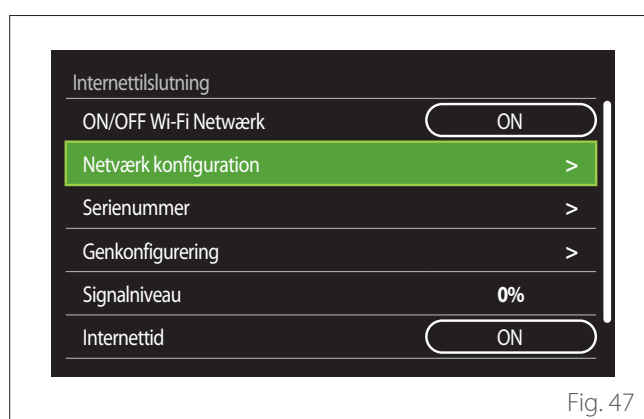 Internettilslutning
ON/OFF Wi-Fi Netwærk ON
Netværk konfiguration >
Serienummer >
Genkonfigurering >
Signalniveau 0%
Internettid ON
Fig. 47